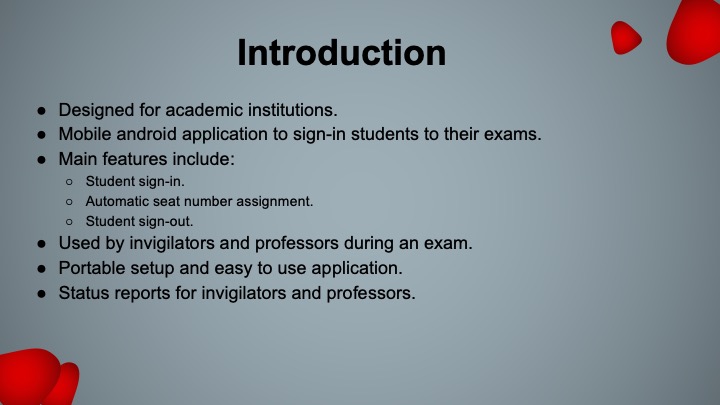 Introduction
● Designed for academic institutions.
● Mobile android application to sign-in students to their exams.
● Main features include:
○ Student sign-in.
○ Automatic seat number assignment.
○ Student sign-out.
● Used by invigilators and professors during an exam.
● Portable setup and easy to use application.
● Status reports for invigilators and professors.